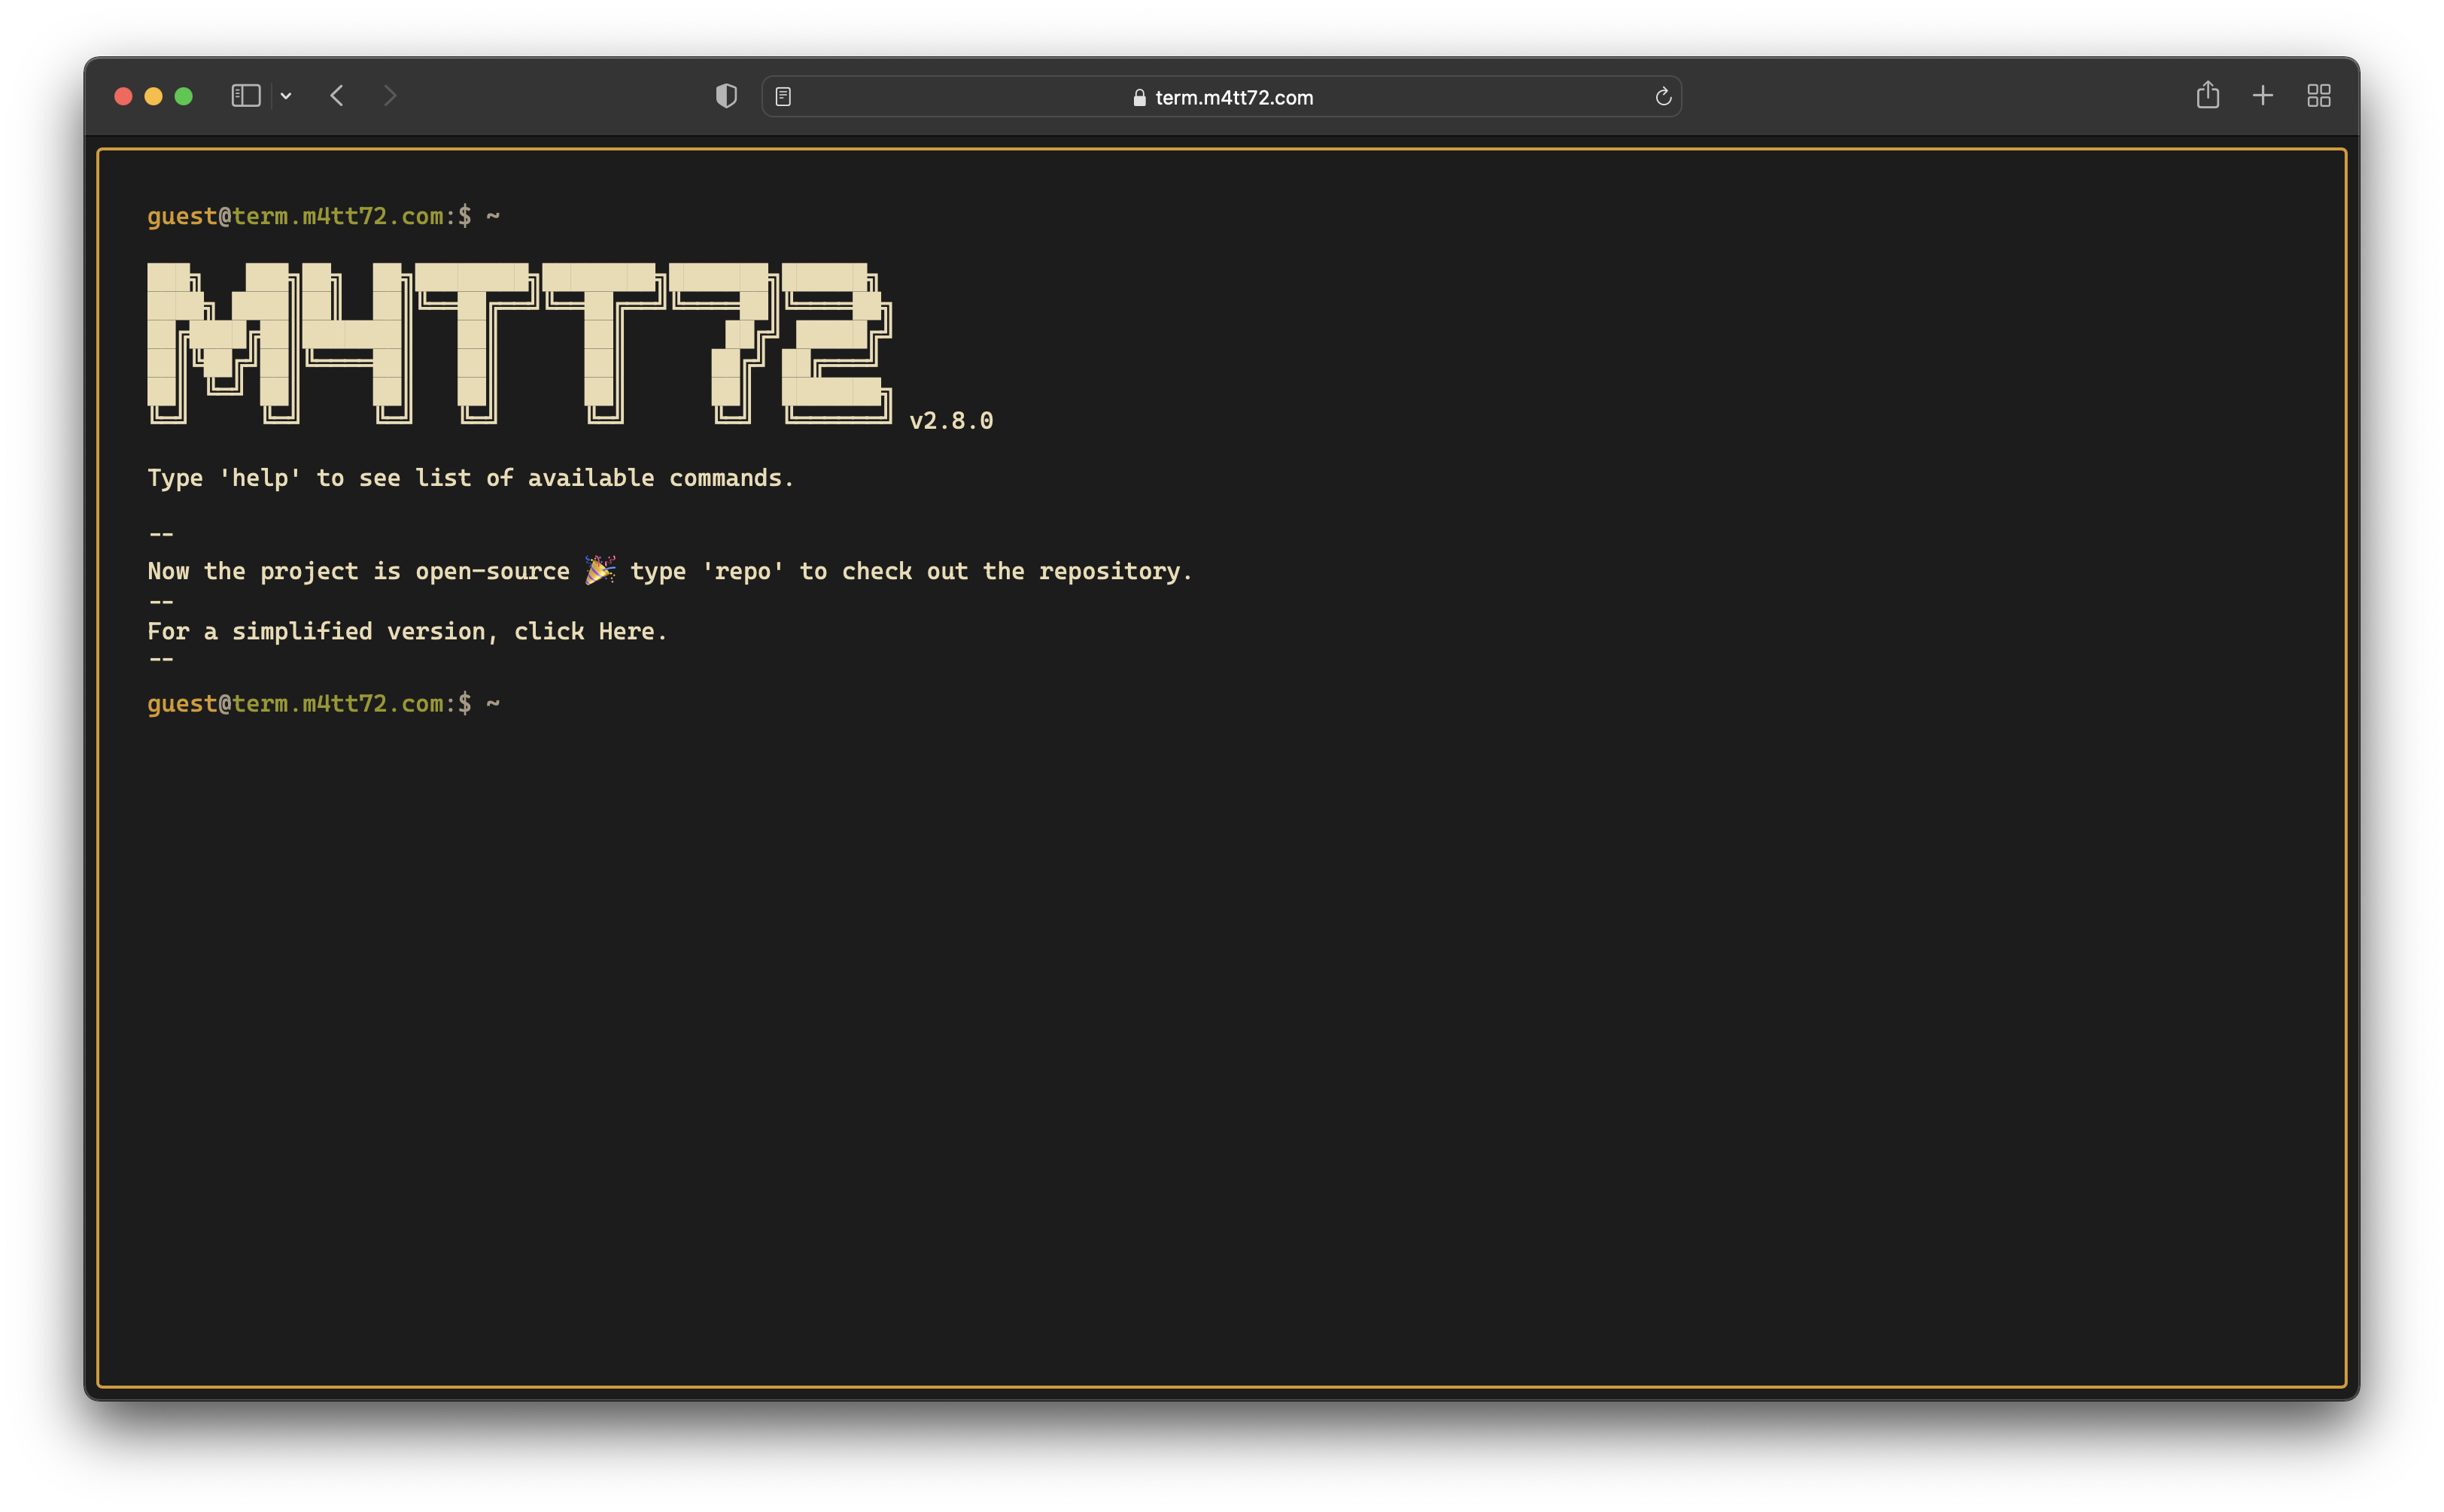 term.m4tt72.com
guest@term.m4tt72.com:$ ~
M4TT72 v2.8.0
Type 'help' to see list of available commands.
--
Now the project is open-source 🎉 type 'repo' to check out the repository.
--
For a simplified version, click Here.
--
guest@term.m4tt72.com:$ ~